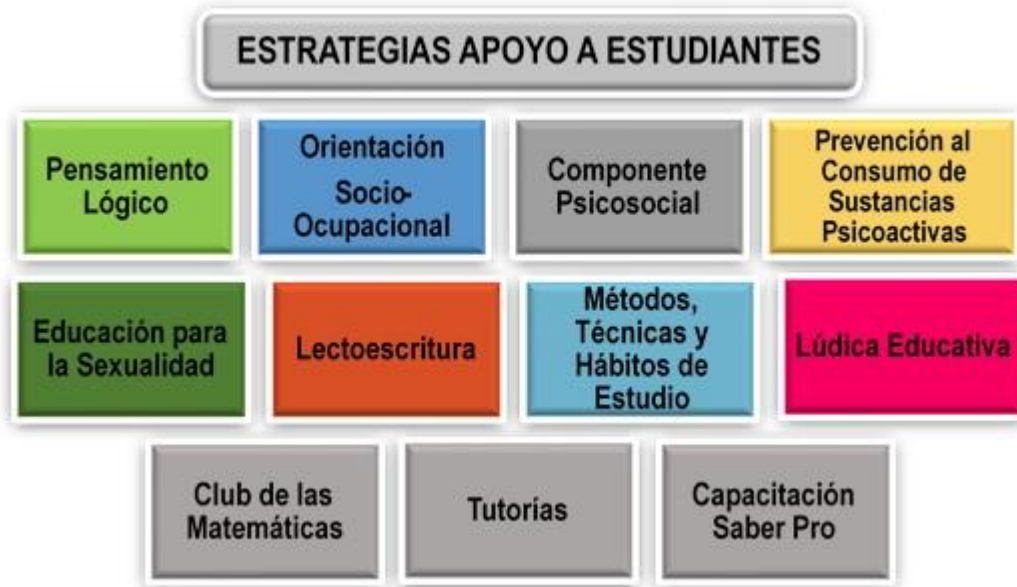 ESTRATEGIAS APOYO A ESTUDIANTES
Pensamiento
Lógico
Orientación
Socio-
Ocupacional
Componente
Psicosocial
Prevención al
Consumo de
Sustancias
Psicoactivas
Educación para
la Sexualidad
Lectoescritura
Métodos,
Técnicas y
Hábitos de
Estudio
Lúdica Educativa
Club de las
Matemáticas
Tutorías
Capacitación
Saber Pro